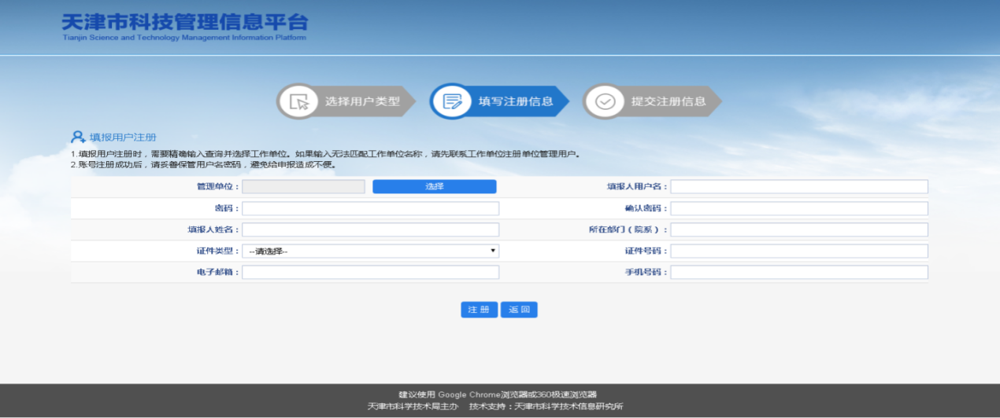 天津市科技管理信息平台
Tianjin Science and Technology Management Information Platform
选择用户类型 填写注册信息 提交注册信息
填报用户注册
1.填报用户注册时，需要精确输入查询并选择工作单位。如果输入无法匹配工作单位名称，请先联系工作单位注册单位管理用户。
2.账号注册成功后，请妥善保管用户名密码，避免给申报造成不便。
管理单位： 选择 填报人用户名：
密码： 确认密码：
填报人姓名： 所在部门（院系）：
证件类型： --请选择-- 证件号码：
电子邮箱： 手机号码：
注册 返回
建议使用 Google Chrome浏览器或360极速浏览器
天津市科学技术局主办 技术支持：天津市科学技术信息研究所